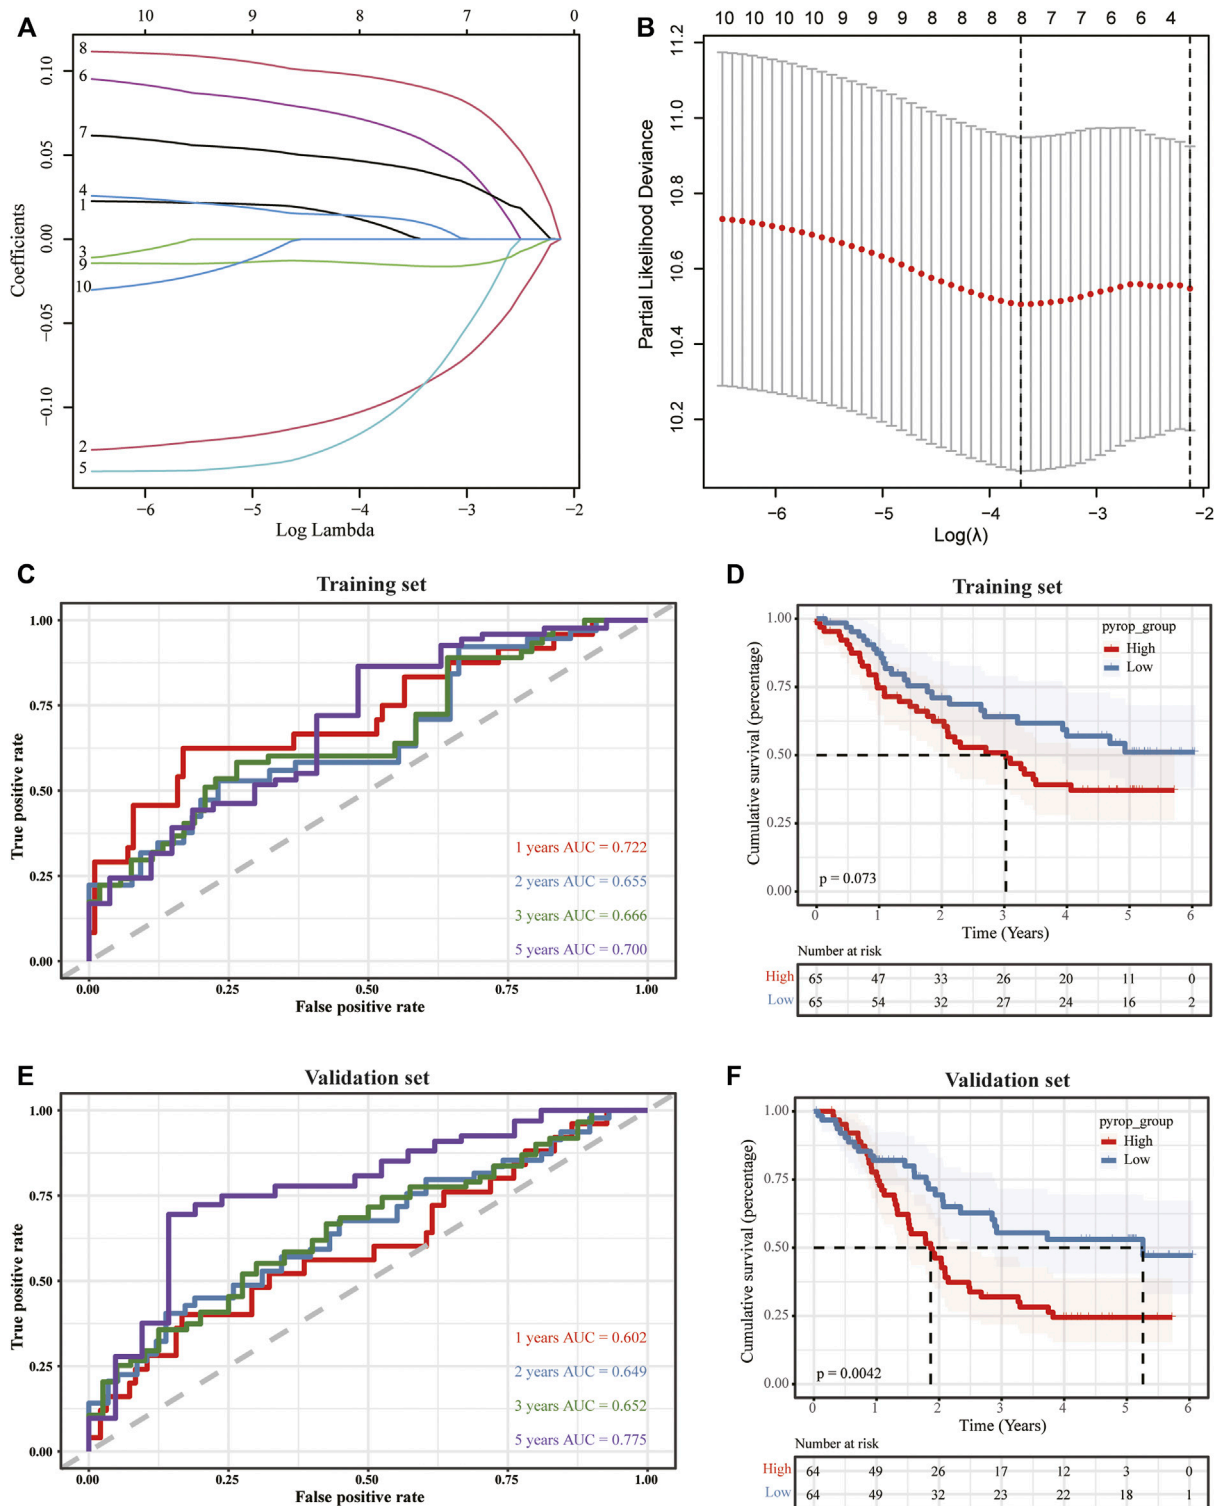 A
10 9 9 7 0
Coefficients
0.10
0.05
0.00
−0.05
−0.10
8
6
7
4
1
3
9
10
2
5
−6 −5 −4 −3 −2
Log Lambda
B
10 10 10 10 9 9 9 8 8 8 8 7 7 6 6 4
Partial Likelihood Deviance
11.2
11.0
10.8
10.6
10.4
10.2
−6 −5 −4 −3 −2
Log(λ)
C
Training set
True positive rate
1.00
0.75
0.50
0.25
0.00
1 years AUC = 0.722
2 years AUC = 0.655
3 years AUC = 0.666
5 years AUC = 0.700
0.00 0.25 0.50 0.75 1.00
False positive rate
D
Training set
Cumulative survival (percentage)
1.00
0.75
0.50
0.25
0.00
pyrop_group
High
Low
p = 0.073
0 1 2 3 4 5 6
Time (Years)
Number at risk
High 65 47 33 26 20 11 0
Low 65 54 32 27 24 16 2
E
Validation set
True positive rate
1.00
0.75
0.50
0.25
0.00
1 years AUC = 0.602
2 years AUC = 0.649
3 years AUC = 0.652
5 years AUC = 0.775
0.00 0.25 0.50 0.75 1.00
False positive rate
F
Validation set
Cumulative survival (percentage)
1.00
0.75
0.50
0.25
0.00
pyrop_group
High
Low
p = 0.0042
0 1 2 3 4 5 6
Time (Years)
Number at risk
High 64 49 26 17 12 3 0
Low 64 49 32 23 22 18 1